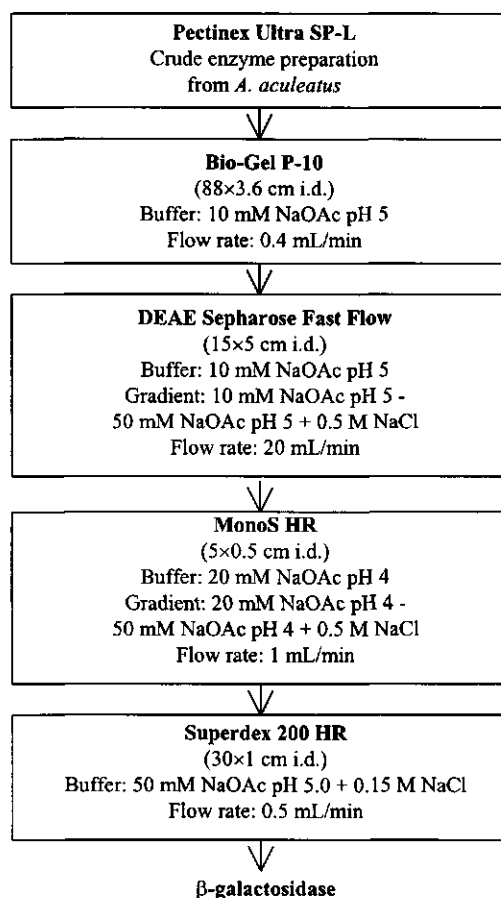 Pectinex Ultra SP-L
Crude enzyme preparation
from A. aculeatus
Bio-Gel P-10
(88×3.6 cm i.d.)
Buffer: 10 mM NaOAc pH 5
Flow rate: 0.4 mL/min
DEAE Sepharose Fast Flow
(15×5 cm i.d.)
Buffer: 10 mM NaOAc pH 5
Gradient: 10 mM NaOAc pH 5 -
50 mM NaOAc pH 5 + 0.5 M NaCl
Flow rate: 20 mL/min
MonoS HR
(5×0.5 cm i.d.)
Buffer: 20 mM NaOAc pH 4
Gradient: 20 mM NaOAc pH 4 -
50 mM NaOAc pH 4 + 0.5 M NaCl
Flow rate: 1 mL/min
Superdex 200 HR
(30×1 cm i.d.)
Buffer: 50 mM NaOAc pH 5.0 + 0.15 M NaCl
Flow rate: 0.5 mL/min
β-galactosidase